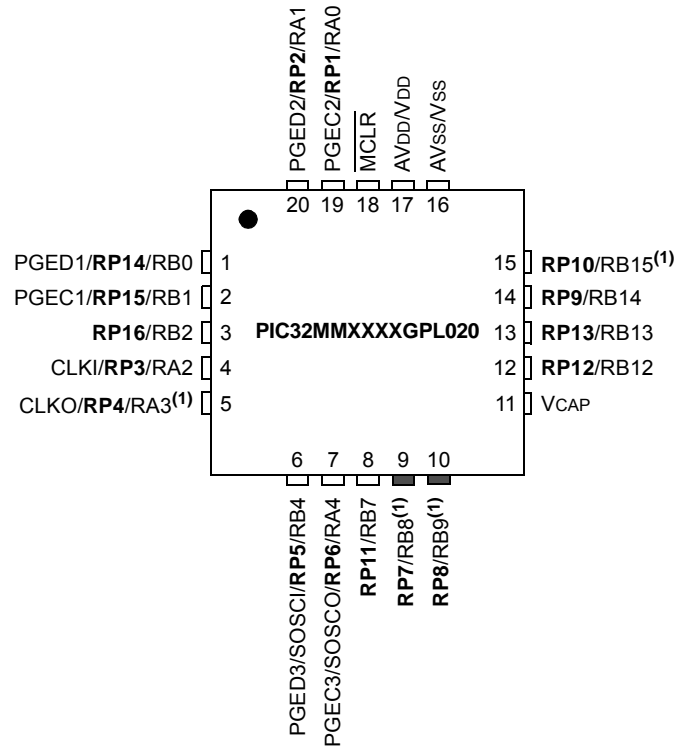 PGED2/RP2/RA1
PGEC2/RP1/RA0
MCLR
AVDD/VDD
AVSS/VSS
20 19 18 17 16
PGED1/RP14/RB0 1
PGEC1/RP15/RB1 2
RP16/RB2 3
CLKI/RP3/RA2 4
CLKO/RP4/RA3(1) 5
PIC32MMXXXXGPL020
15 RP10/RB15(1)
14 RP9/RB14
13 RP13/RB13
12 RP12/RB12
11 VCAP
6 7 8 9 10
PGED3/SOSCI/RP5/RB4
PGEC3/SOSCO/RP6/RA4
RP11/RB7
RP7/RB8(1)
RP8/RB9(1)